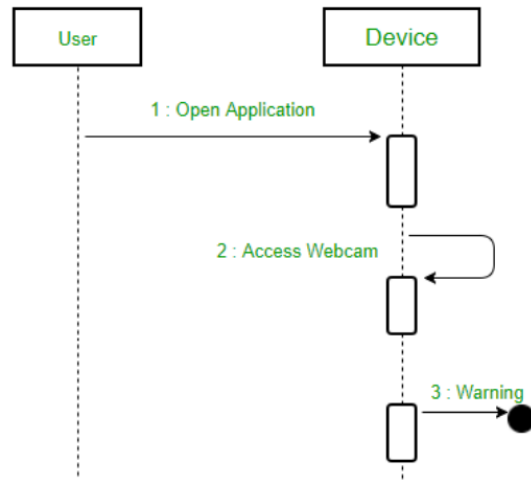 User
Device
1 : Open Application
2 : Access Webcam
3 : Warning